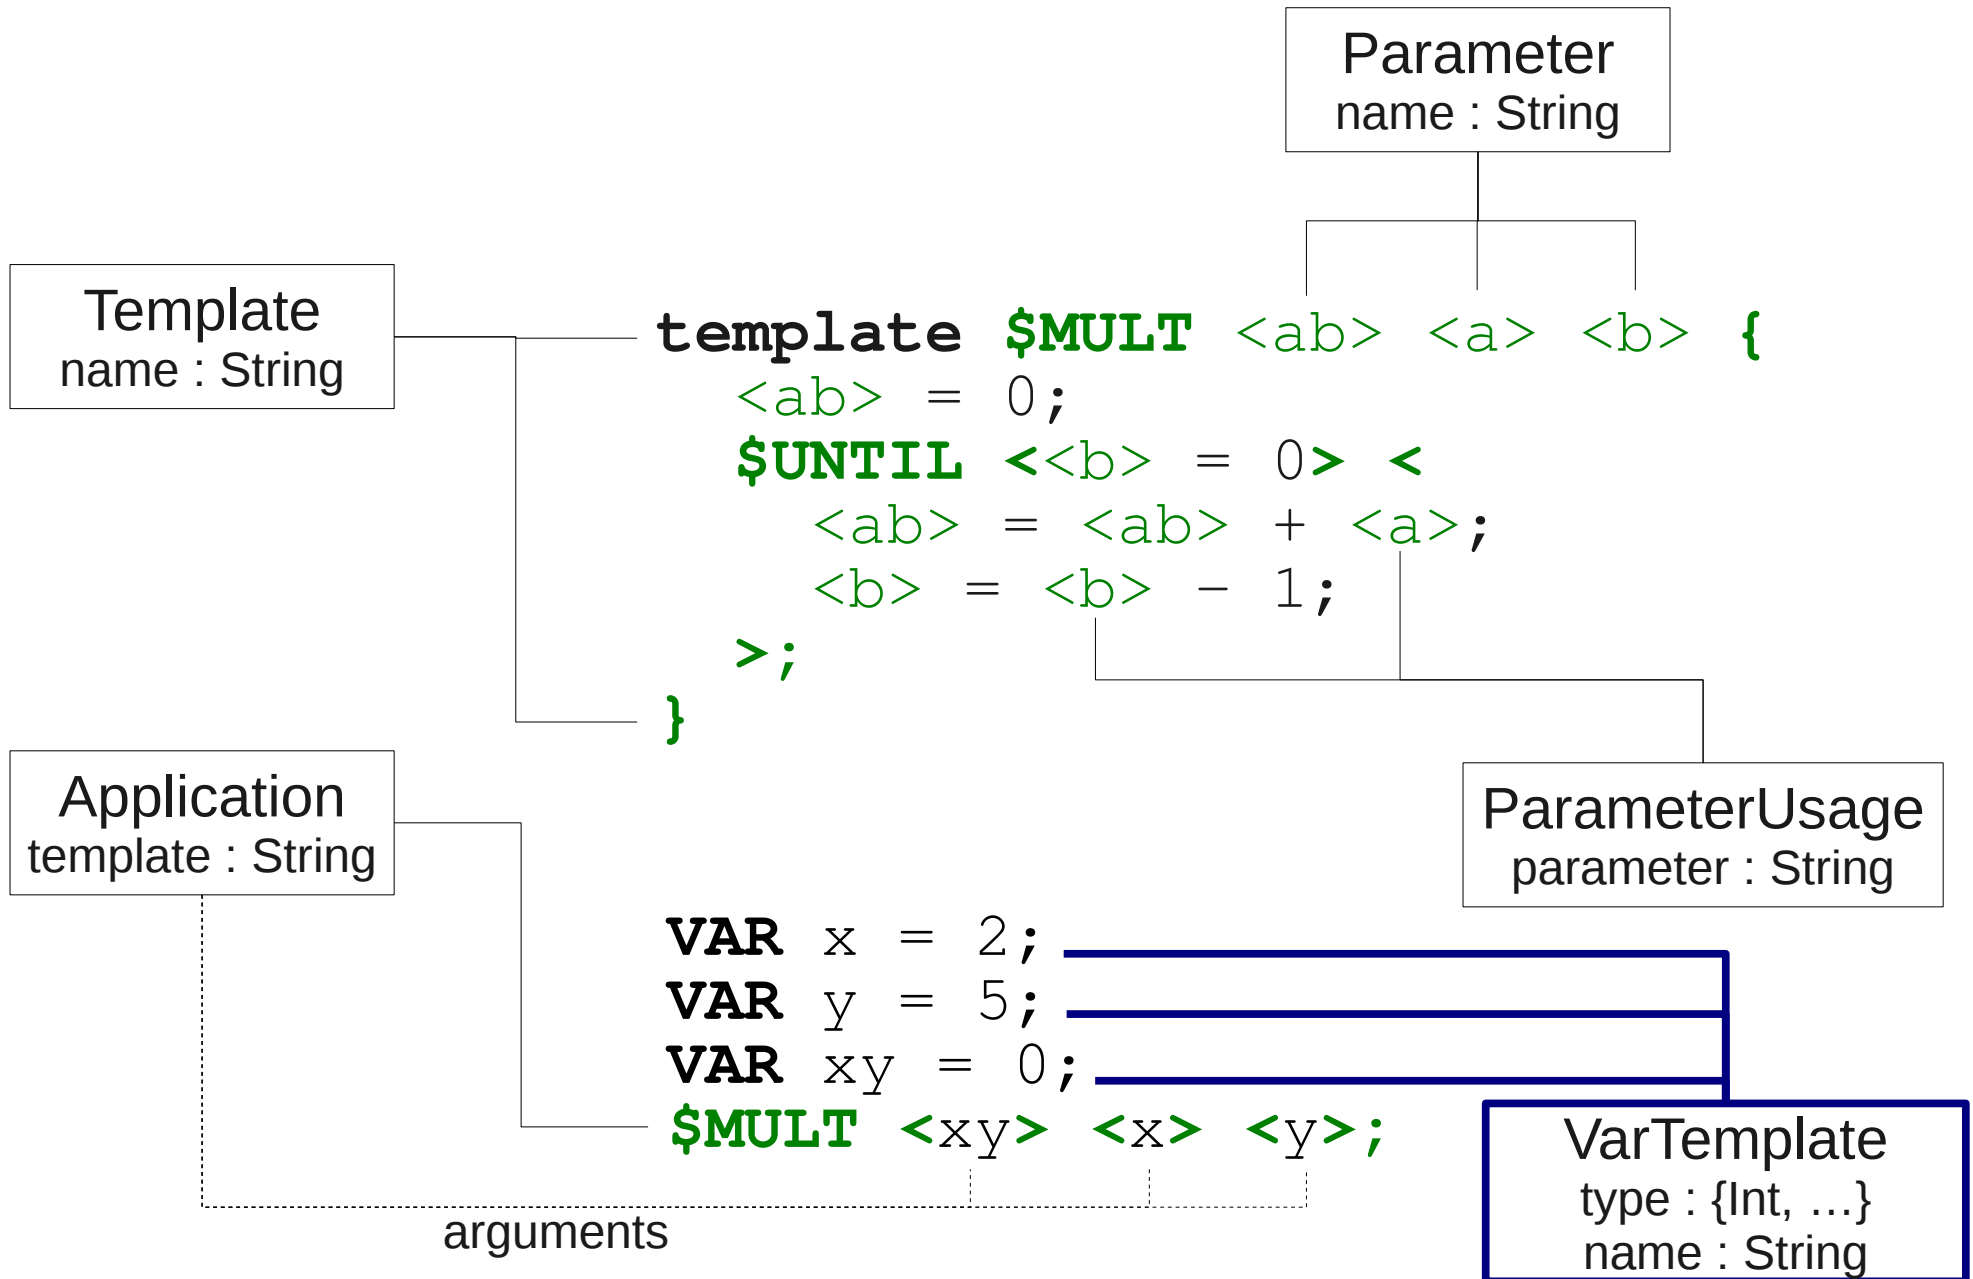 Parameter
name : String
Template
name : String
template $MULT <ab> <a> <b> {
<ab> = 0;
$UNTIL <<b> = 0> <
<ab> = <ab> + <a>;
<b> = <b> - 1;
>;
}
Application
template : String
ParameterUsage
parameter : String
VAR x = 2;
VAR y = 5;
VAR xy = 0;
$MULT <xy> <x> <y>;
VarTemplate
type : {Int, ...}
name : String
arguments